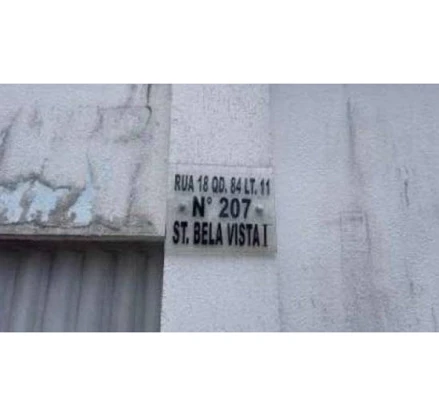 RUA 18 QD. 84 LT. 11
N° 207
ST. BELA VISTA I